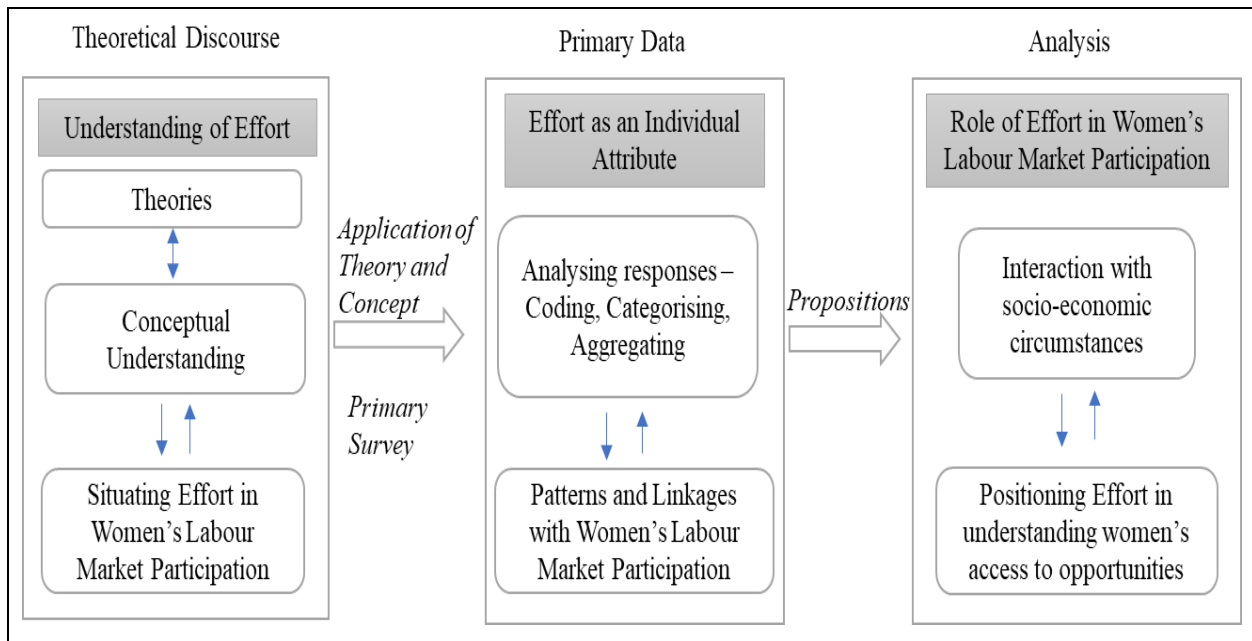 Theoretical Discourse
Understanding of Effort
Theories
Conceptual
Understanding
Situating Effort in
Women's Labour
Market Participation
Application of
Theory and
Concept
Primary
Survey
Primary Data
Effort as an Individual
Attribute
Analysing responses –
Coding, Categorising,
Aggregating
Patterns and Linkages
with Women's Labour
Market Participation
Propositions
Analysis
Role of Effort in Women's
Labour Market Participation
Interaction with
socio-economic
circumstances
Positioning Effort in
understanding women's
access to opportunities